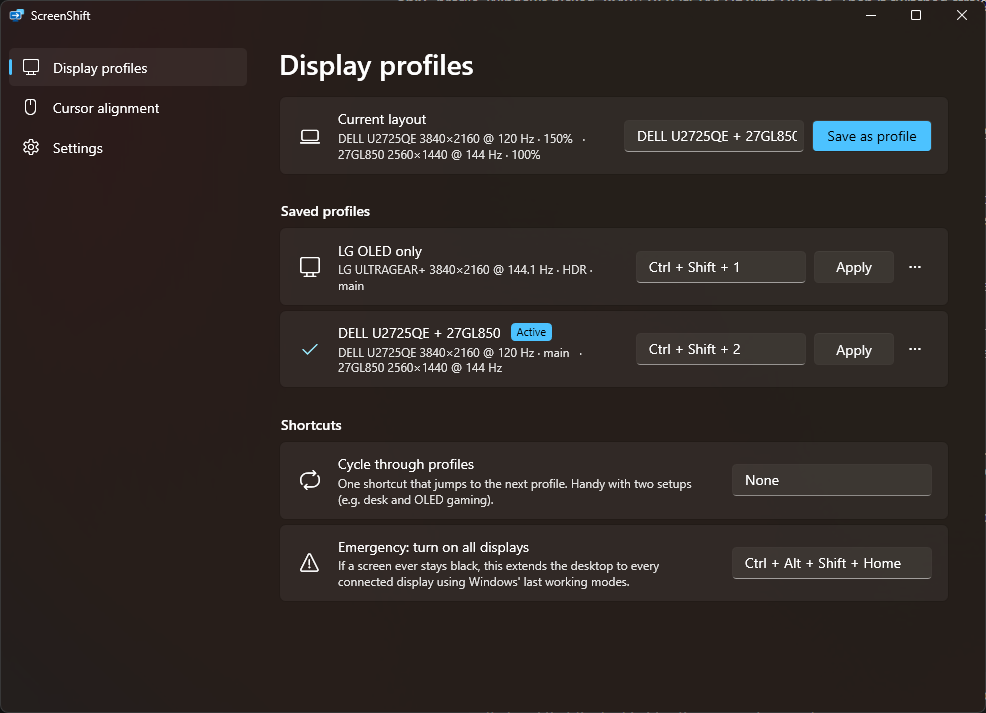 ScreenShift
Display profiles
Cursor alignment
Settings
Display profiles
Current layout
DELL U2725QE 3840×2160 @ 120 Hz · 150% ·
27GL850 2560×1440 @ 144 Hz · 100%
DELL U2725QE + 27GL850
Save as profile
Saved profiles
LG OLED only
LG ULTRAGEAR+ 3840×2160 @ 144.1 Hz · HDR ·
main
Ctrl + Shift + 1
Apply
DELL U2725QE + 27GL850
Active
DELL U2725QE 3840×2160 @ 120 Hz · main ·
27GL850 2560×1440 @ 144 Hz
Ctrl + Shift + 2
Apply
Shortcuts
Cycle through profiles
One shortcut that jumps to the next profile. Handy with two setups
(e.g. desk and OLED gaming).
None
Emergency: turn on all displays
If a screen ever stays black, this extends the desktop to every
connected display using Windows' last working modes.
Ctrl + Alt + Shift + Home